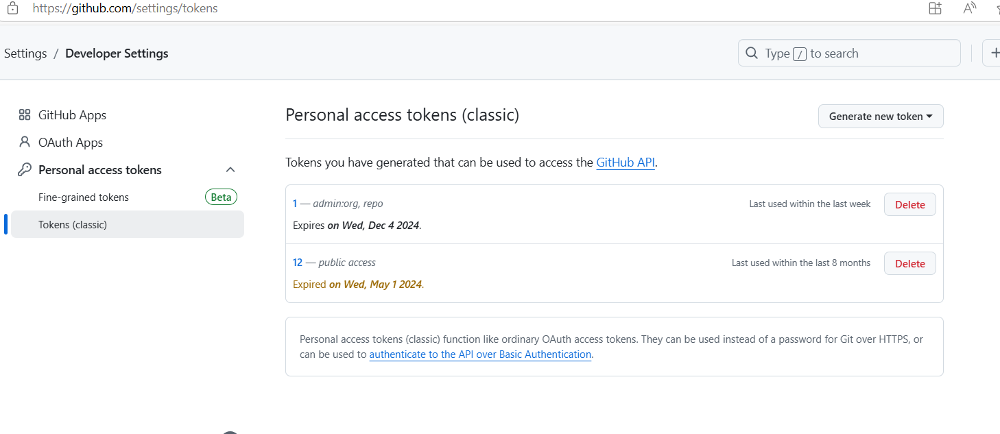 https://github.com/settings/tokens
Settings / Developer Settings
Type / to search
GitHub Apps
OAuth Apps
Personal access tokens
Fine-grained tokens Beta
Tokens (classic)
Personal access tokens (classic)
Generate new token
Tokens you have generated that can be used to access the GitHub API.
1 — admin:org, repo
Last used within the last week
Delete
Expires on Wed, Dec 4 2024.
12 — public access
Last used within the last 8 months
Delete
Expired on Wed, May 1 2024.
Personal access tokens (classic) function like ordinary OAuth access tokens. They can be used instead of a password for Git over HTTPS, or
can be used to authenticate to the API over Basic Authentication.